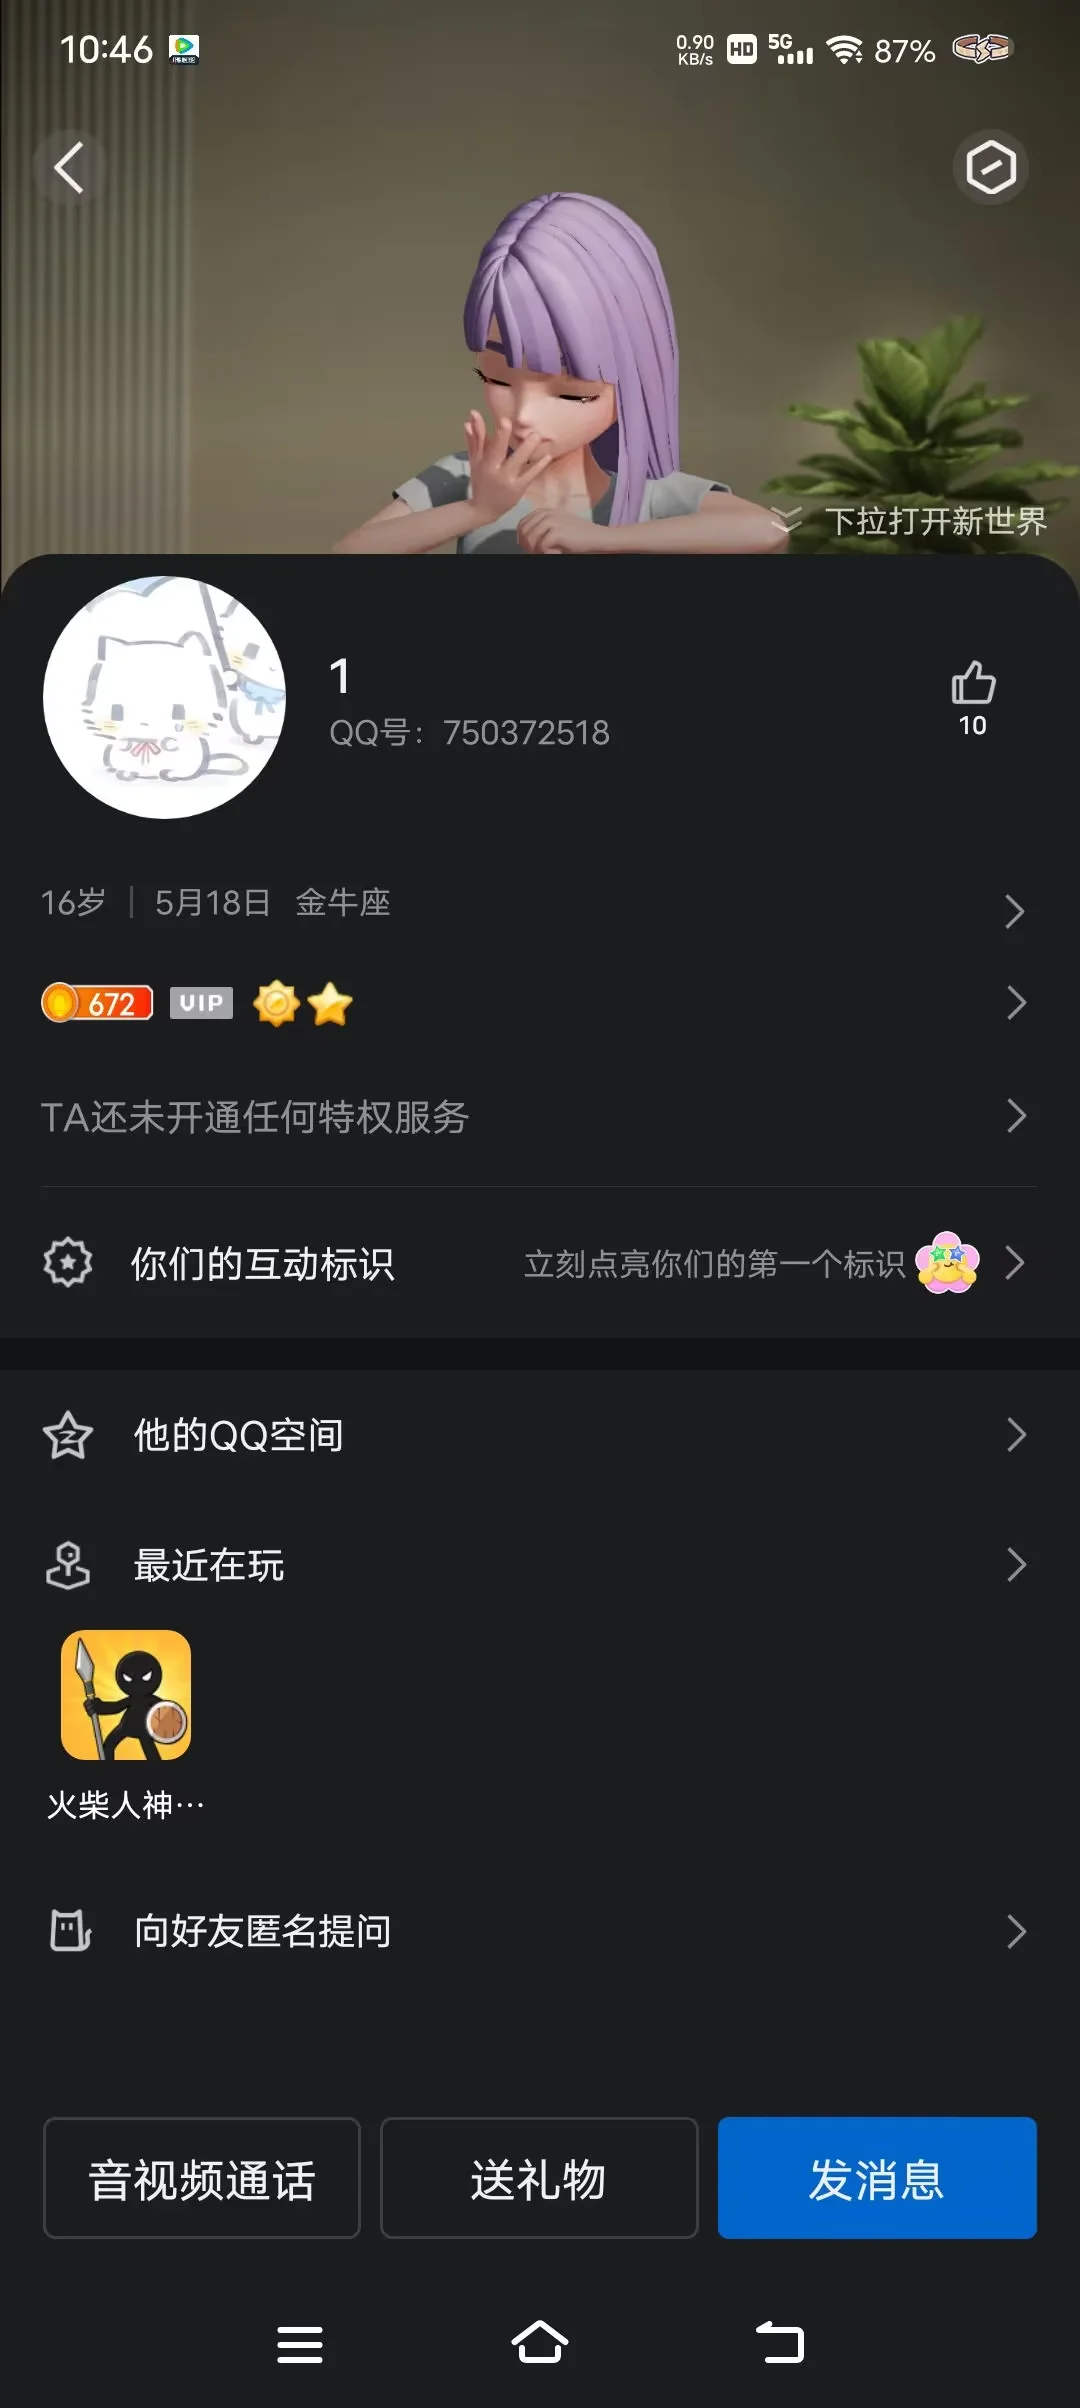 10:46
0.90
KB/s
HD
5G
87%
下拉打开新世界
1
QQ号：750372518
10
16岁
5月18日 金牛座
672
VIP
TA还未开通任何特权服务
你们的互动标识
立刻点亮你们的第一个标识
他的QQ空间
最近在玩
火柴人神…
向好友匿名提问
音视频通话
送礼物
发消息